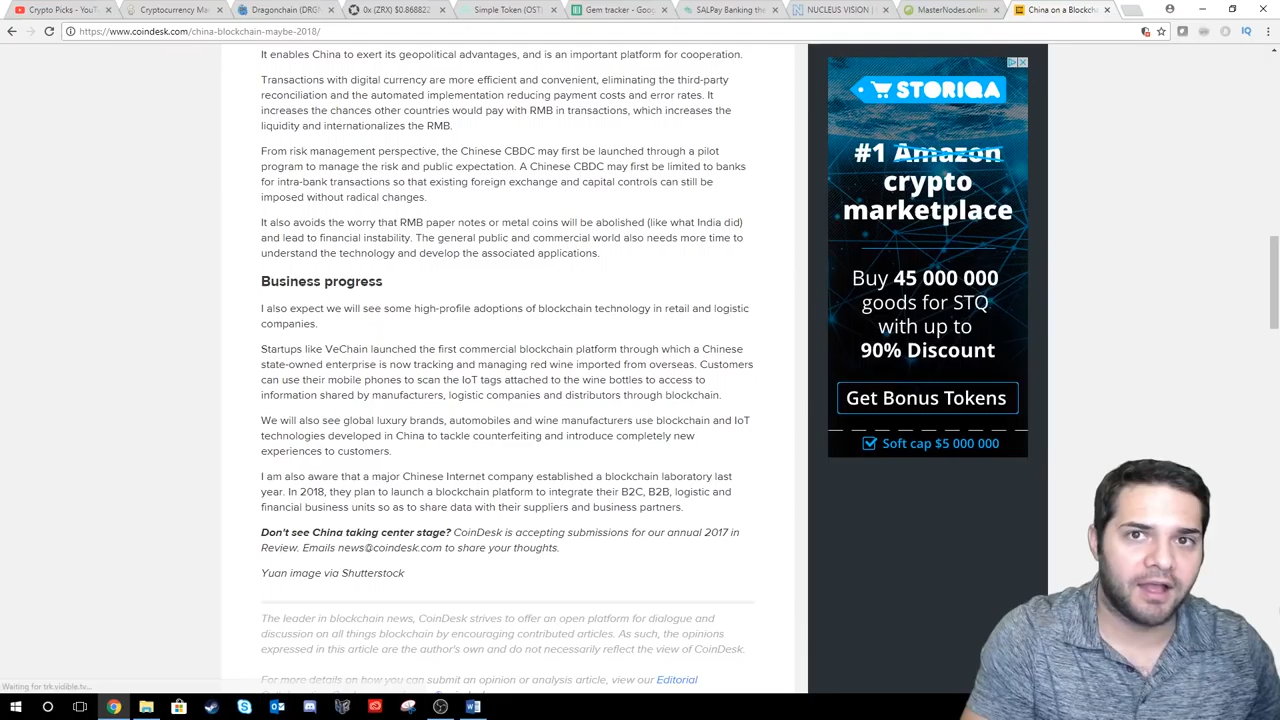 Crypto Picks - YouT
Cryptocurrency Ma
Dragonchain (DRG
0x (ZRX) $0.86882
Simple Token (OST)
Gem tracker - Goog
SALPay Banking the
NUCLEUS VISION |
MasterNodes.online
China on a Blockch
https://www.coindesk.com/china-blockchain-maybe-2018/
It enables China to exert its geopolitical advantages, and is an important platform for cooperation.
Transactions with digital currency are more efficient and convenient, eliminating the third-party
reconciliation and the automated implementation reducing payment costs and error rates. It
increases the chances other countries would pay with RMB in transactions, which increases the
liquidity and internationalizes the RMB.
From risk management perspective, the Chinese CBDC may first be launched through a pilot
program to manage the risk and public expectation. A Chinese CBDC may first be limited to banks
for intra-bank transactions so that existing foreign exchange and capital controls can still be
imposed without radical changes.
It also avoids the worry that RMB paper notes or metal coins will be abolished (like what India did)
and lead to financial instability. The general public and commercial world also needs more time to
understand the technology and develop the associated applications.
Business progress
I also expect we will see some high-profile adoptions of blockchain technology in retail and logistic
companies.
Startups like VeChain launched the first commercial blockchain platform through which a Chinese
state-owned enterprise is now tracking and managing red wine imported from overseas. Customers
can use their mobile phones to scan the IoT tags attached to the wine bottles to access to
information shared by manufacturers, logistic companies and distributors through blockchain.
We will also see global luxury brands, automobiles and wine manufacturers use blockchain and IoT
technologies developed in China to tackle counterfeiting and introduce completely new
experiences to customers.
I am also aware that a major Chinese Internet company established a blockchain laboratory last
year. In 2018, they plan to launch a blockchain platform to integrate their B2C, B2B, logistic and
financial business units so as to share data with their suppliers and business partners.
Don't see China taking center stage? CoinDesk is accepting submissions for our annual 2017 in
Review. Emails news@coindesk.com to share your thoughts.
Yuan image via Shutterstock
The leader in blockchain news, CoinDesk strives to offer an open platform for dialogue and
discussion on all things blockchain by encouraging contributed articles. As such, the opinions
expressed in this article are the author's own and do not necessarily reflect the view of CoinDesk.
For more details on how you can submit an opinion or analysis article, view our Editorial
STORIQA
#1 Amazon
crypto
marketplace
Buy 45 000 000
goods for STQ
with up to
90% Discount
Get Bonus Tokens
Soft cap $5 000 000
Waiting for trk.vidible.tv...